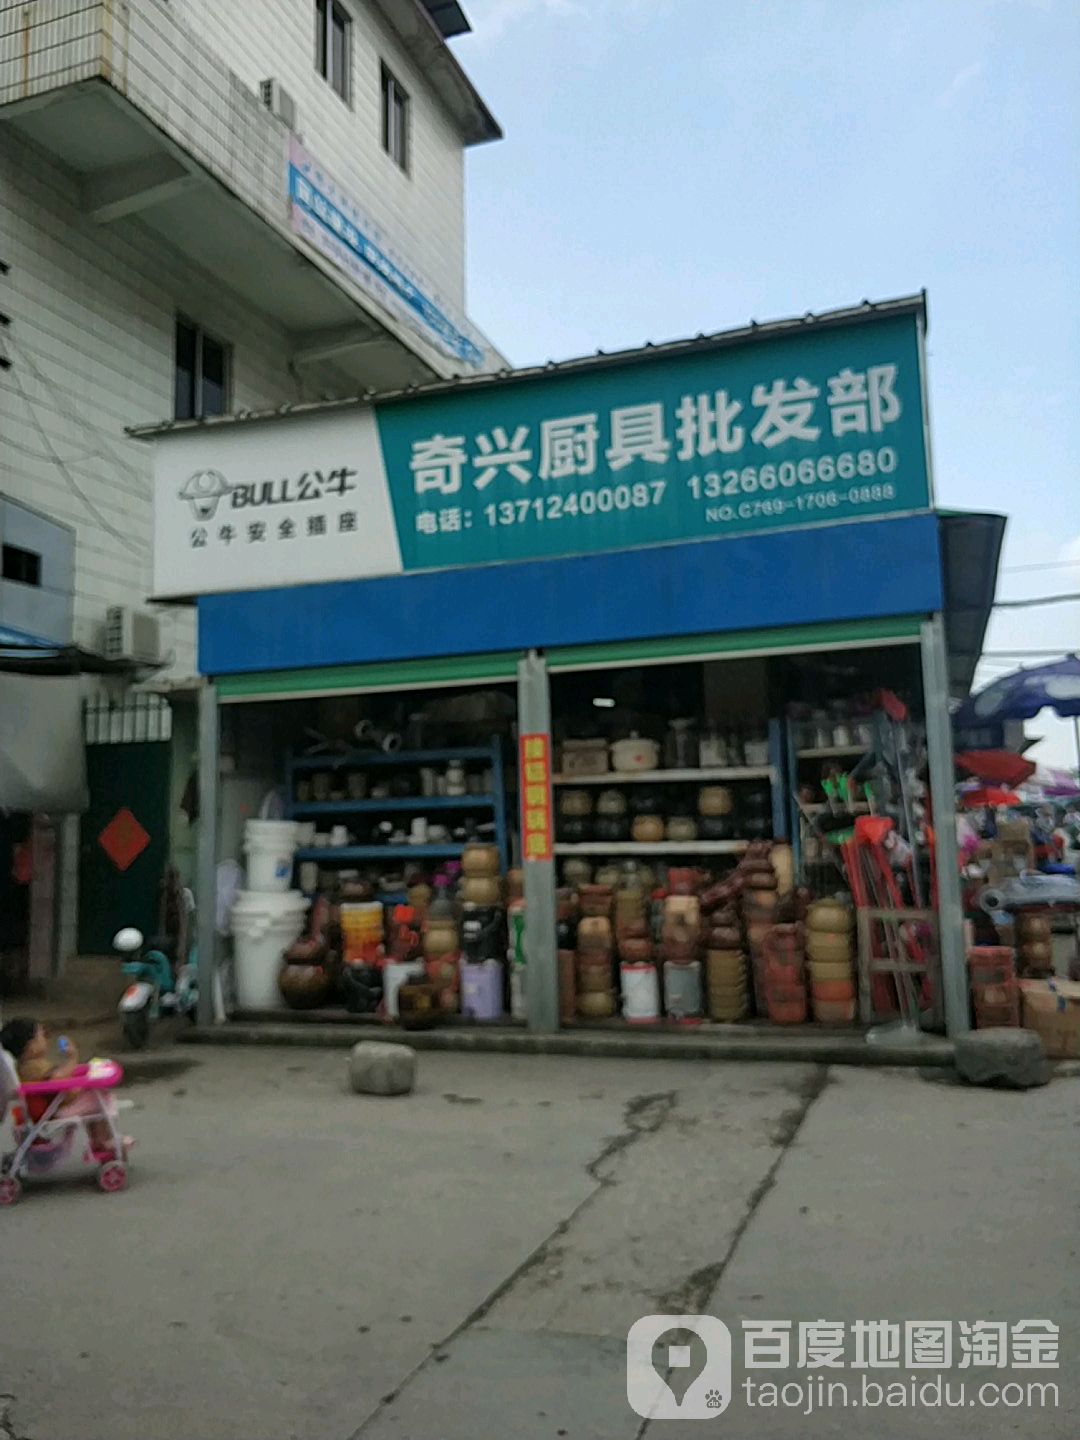 BULL公牛
公牛安全插座
奇兴厨具批发部
电话：13712400087 13266066680
NO.C769-1706-0888
百度地图淘金
taojin.baidu.com